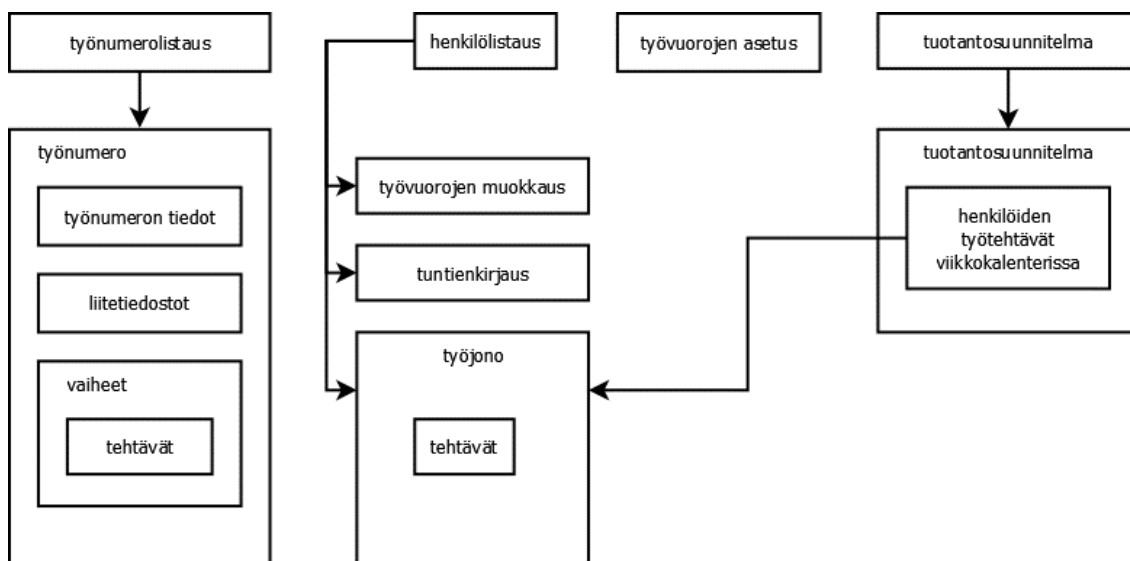 työnumerolistaus
henkilölistaus
työvuorojen asetus
tuotantosuunnitelma
työnumero
työnumeron tiedot
liitetiedostot
vaiheet
tehtävät
työvuorojen muokkaus
tuntienkirjaus
työjono
tehtävät
tuotantosuunnitelma
henkilöiden
työtehtävät
viikkokalenterissa